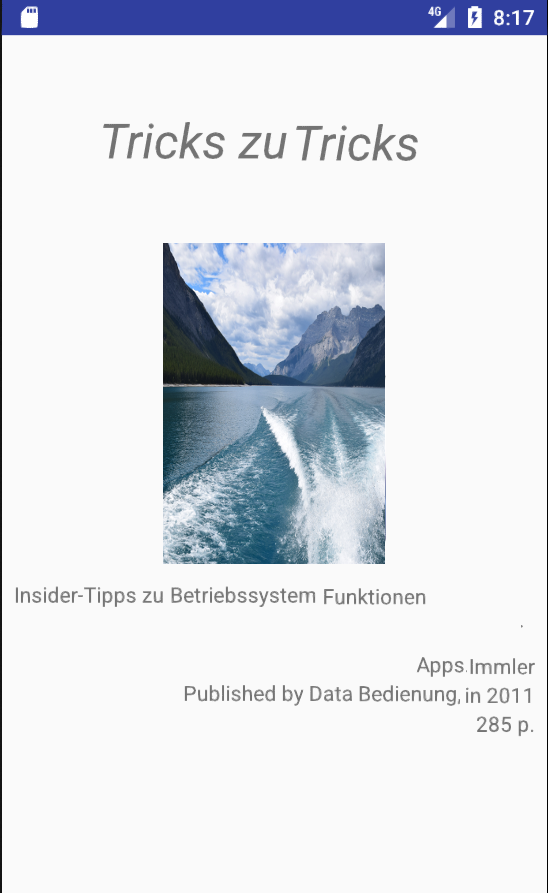 4G 8:17
Tricks zu Tricks
Insider-Tipps zu Betriebssystem Funktionen
.
Apps Immler
Published by Data Bedienung, in 2011
285 p.